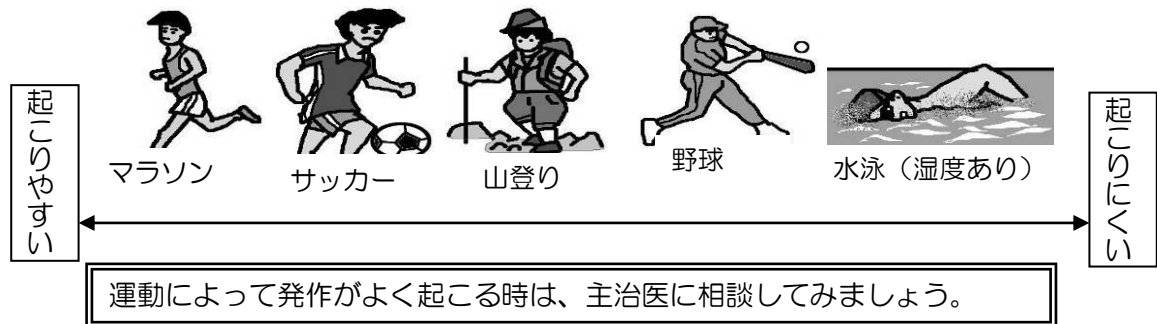 起こりやすい
マラソン
サッカー
山登り
野球
水泳（湿度あり）
起こりにくい
運動によって発作がよく起こる時は、主治医に相談してみましょう。